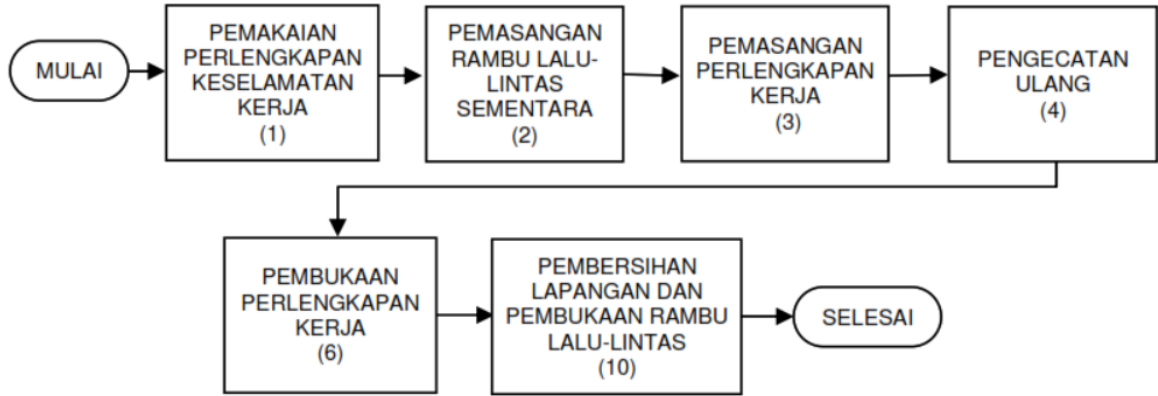 MULAI
PEMAKAIAN
PERLENGKAPAN
KESELAMATAN
KERJA
(1)
PEMASANGAN
RAMBU LALU-
LINTAS
SEMENTARA
(2)
PEMASANGAN
PERLENGKAPAN
KERJA
(3)
PENGECATAN
ULANG
(4)
PEMBUKAAN
PERLENGKAPAN
KERJA
(6)
PEMBERSIHAN
LAPANGAN DAN
PEMBUKAAN RAMBU
LALU-LINTAS
(10)
SELESAI